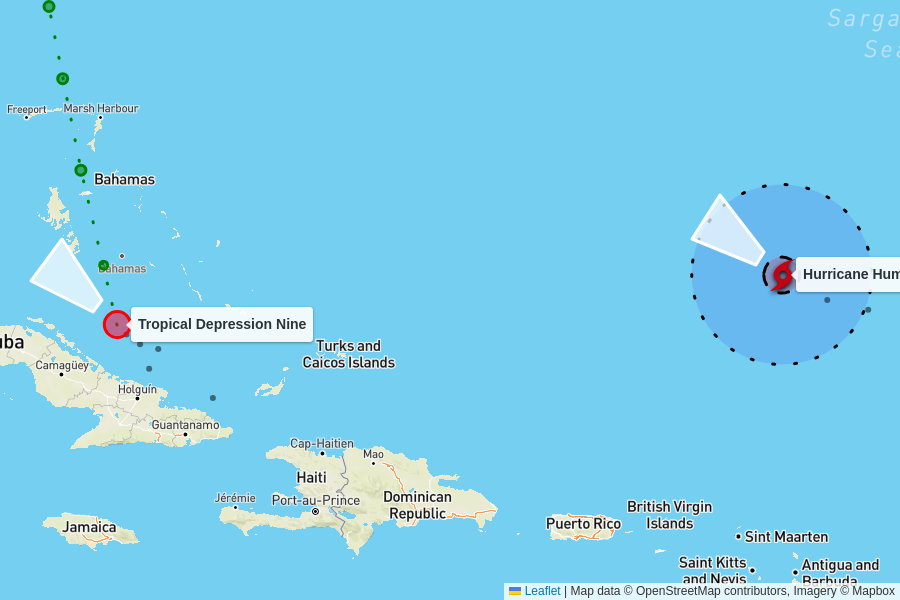 Sarga
Sea
Freeport
Marsh Harbour
Bahamas
Bahamas
Hurricane Hum
Tropical Depression Nine
uba
Turks and
Caicos Islands
Camagüey
Holguín
Guantanamo
Cap-Haitien
Mao
Haiti
Jérémie
Port-au-Prince
Dominican
Republic
Jamaica
Puerto Rico
British Virgin
Islands
Sint Maarten
Saint Kitts
and Nevis
Antigua and
Barbuda
Leaflet | Map data © OpenStreetMap contributors, Imagery © Mapbox